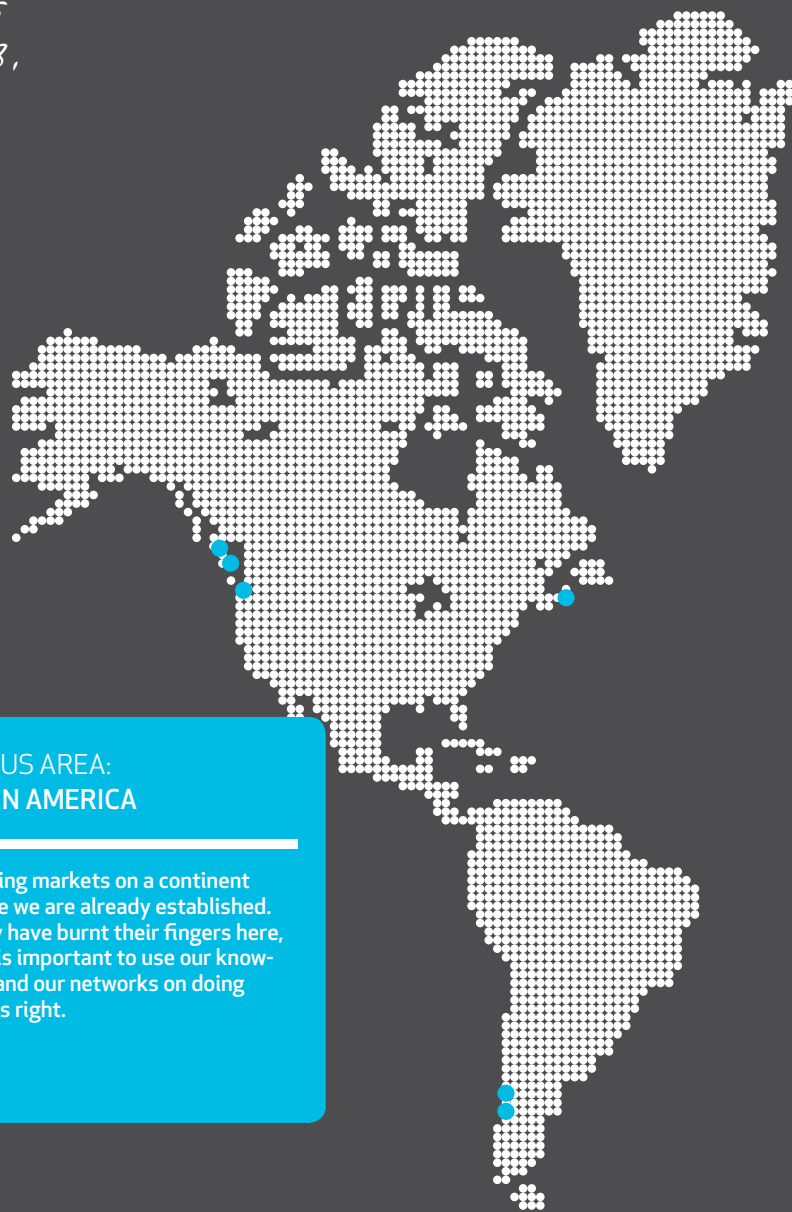 US AREA:
N AMERICA
ing markets on a continent
e we are already established.
y have burnt their fingers here,
is important to use our know-
and our networks on doing
s right.